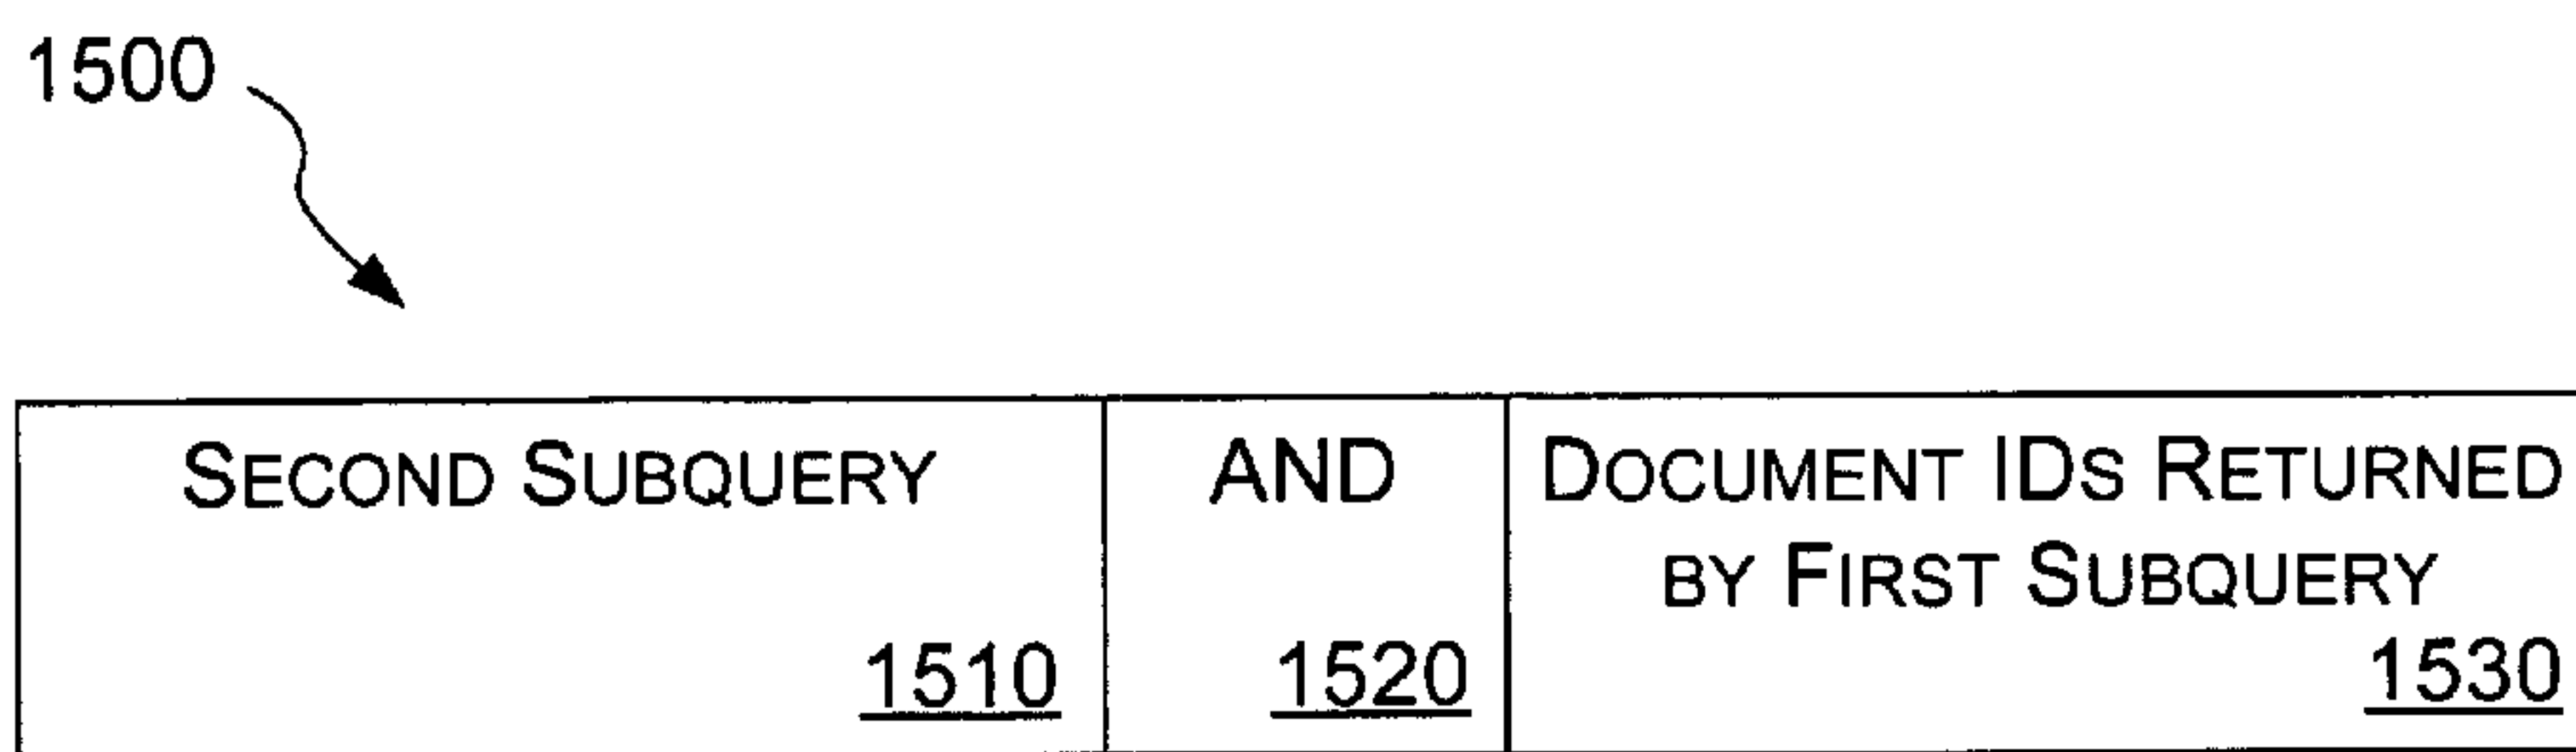 1500
SECOND SUBQUERY
1510
AND
1520
DOCUMENT IDS RETURNED
BY FIRST SUBQUERY
1530